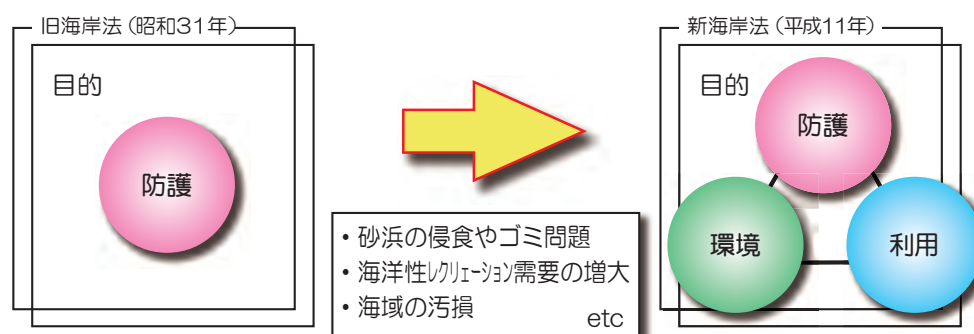 旧海岸法（昭和31年）
目的
防護
・砂浜の侵食やゴミ問題
・海洋性ﾚｸﾘｪｰｼｮﾝ需要の増大
・海域の汚損
etc
新海岸法（平成11年）
目的
防護
環境
利用